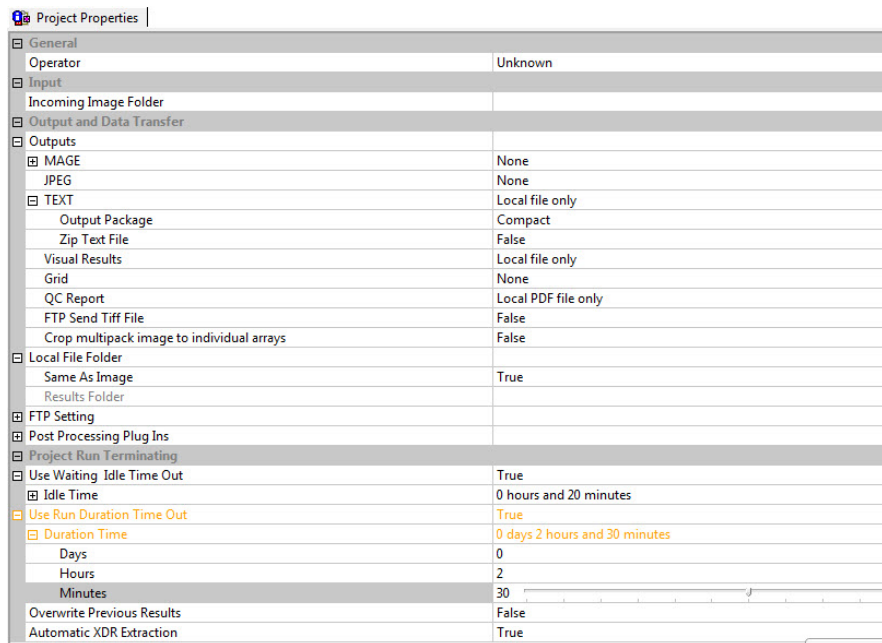 Project Properties
General
Operator Unknown
Input
Incoming Image Folder
Output and Data Transfer
Outputs
MAGE None
JPEG None
TEXT Local file only
Output Package Compact
Zip Text File False
Visual Results Local file only
Grid None
QC Report Local PDF file only
FTP Send Tiff File False
Crop multipack image to individual arrays False
Local File Folder
Same As Image True
Results Folder
FTP Setting
Post Processing Plug Ins
Project Run Terminating
Use Waiting Idle Time Out True
Idle Time 0 hours and 20 minutes
Use Run Duration Time Out True
Duration Time 0 days 2 hours and 30 minutes
Days 0
Hours 2
Minutes 30
Overwrite Previous Results False
Automatic XDR Extraction True